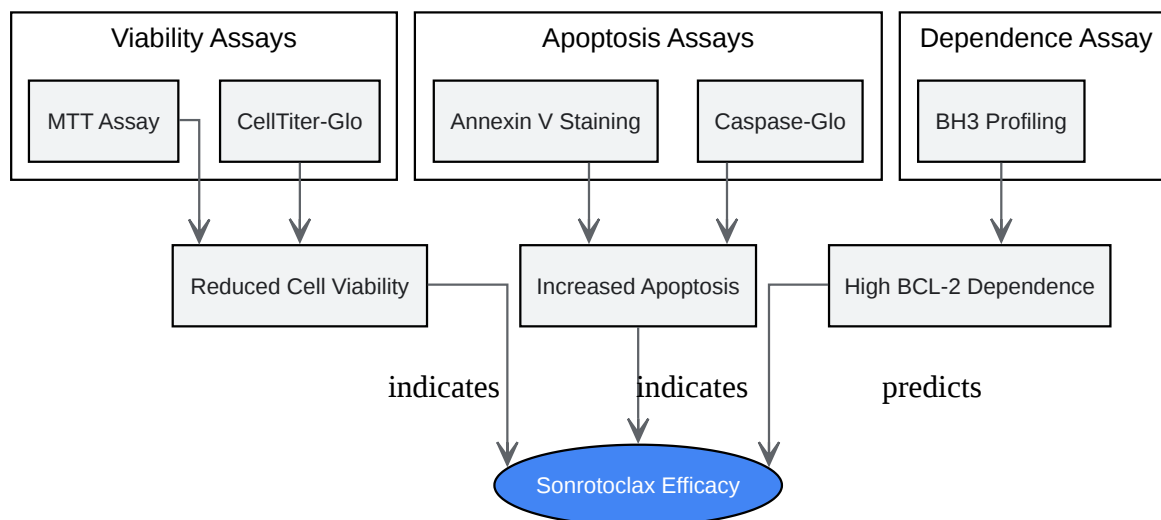 Viability Assays
Apoptosis Assays
Dependence Assay
MTT Assay
CellTiter-Glo
Annexin V Staining
Caspase-Glo
BH3 Profiling
Reduced Cell Viability
Increased Apoptosis
High BCL-2 Dependence
indicates
indicates
predicts
Sonrotoclax Efficacy